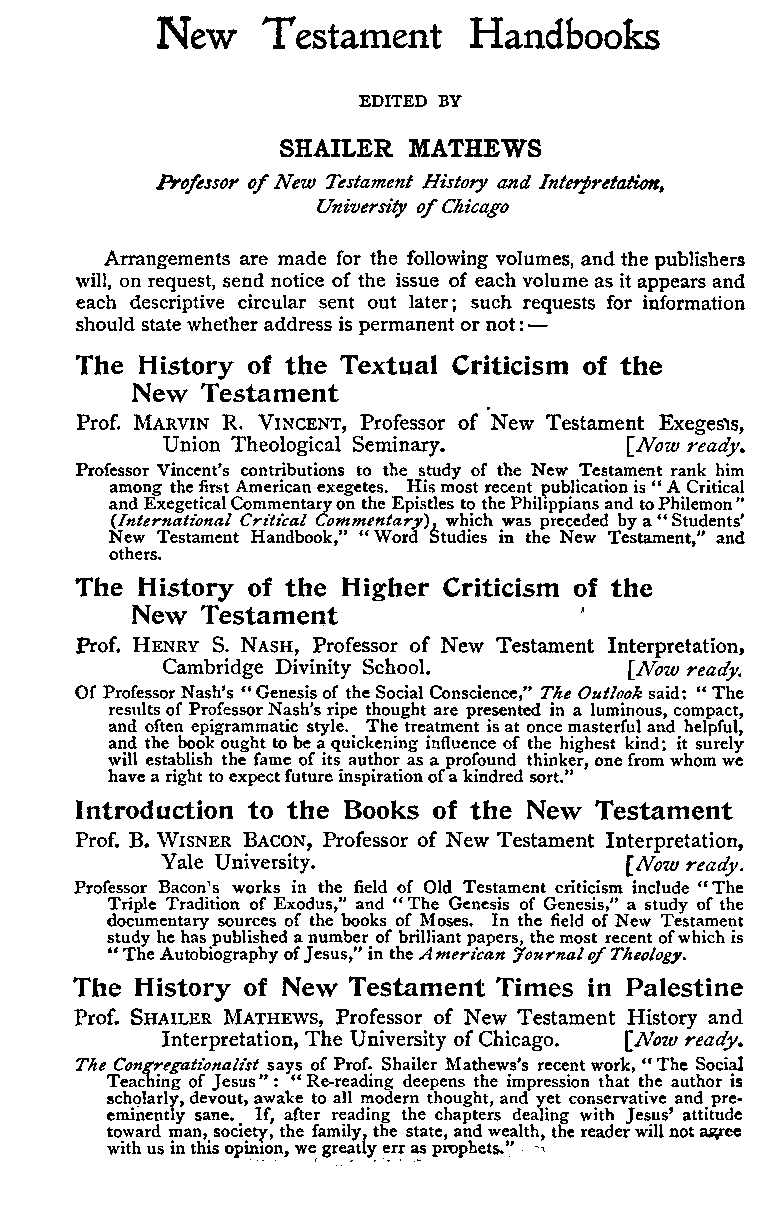 New Testament Handbooks
EDITED BY
SHAILER MATHEWS
Professor of New Testament History and Interpretation,
University of Chicago
Arrangements are made for the following volumes, and the publishers
will, on request, send notice of the issue of each volume as it appears and
each descriptive circular sent out later; such requests for information
should state whether address is permanent or not:—
The History of the Textual Criticism of the
New Testament
Prof. MARVIN R. VINCENT, Professor of New Testament Exegesis,
Union Theological Seminary. [Now ready.
Professor Vincent's contributions to the study of the New Testament rank him
among the first American exegetes. His most recent publication is "A Critical
and Exegetical Commentary on the Epistles to the Philippians and to Philemon"
(International Critical Commentary), which was preceded by a "Students'
New Testament Handbook," "Word Studies in the New Testament," and
others.
The History of the Higher Criticism of the
New Testament
Prof. HENRY S. NASH, Professor of New Testament Interpretation,
Cambridge Divinity School. [Now ready.
Of Professor Nash's "Genesis of the Social Conscience," The Outlook said: "The
results of Professor Nash's ripe thought are presented in a luminous, compact,
and often epigrammatic style. The treatment is at once masterful and helpful,
and the book ought to be a quickening influence of the highest kind; it surely
will establish the fame of its author as a profound thinker, one from whom we
have a right to expect future inspiration of a kindred sort."
Introduction to the Books of the New Testament
Prof. B. WISNER BACON, Professor of New Testament Interpretation,
Yale University. [Now ready.
Professor Bacon's works in the field of Old Testament criticism include "The
Triple Tradition of Exodus," and "The Genesis of Genesis," a study of the
documentary sources of the books of Moses. In the field of New Testament
study he has published a number of brilliant papers, the most recent of which is
"The Autobiography of Jesus," in the American Journal of Theology.
The History of New Testament Times in Palestine
Prof. SHAILER MATHEWS, Professor of New Testament History and
Interpretation, The University of Chicago. [Now ready.
The Congregationalist says of Prof. Shailer Mathews's recent work, "The Social
Teaching of Jesus": "Re-reading deepens the impression that the author is
scholarly, devout, awake to all modern thought, and yet conservative and pre-
eminently sane. If, after reading the chapters dealing with Jesus' attitude
toward man, society, the family, the state, and wealth, the reader will not agree
with us in this opinion, we greatly err as prophets."